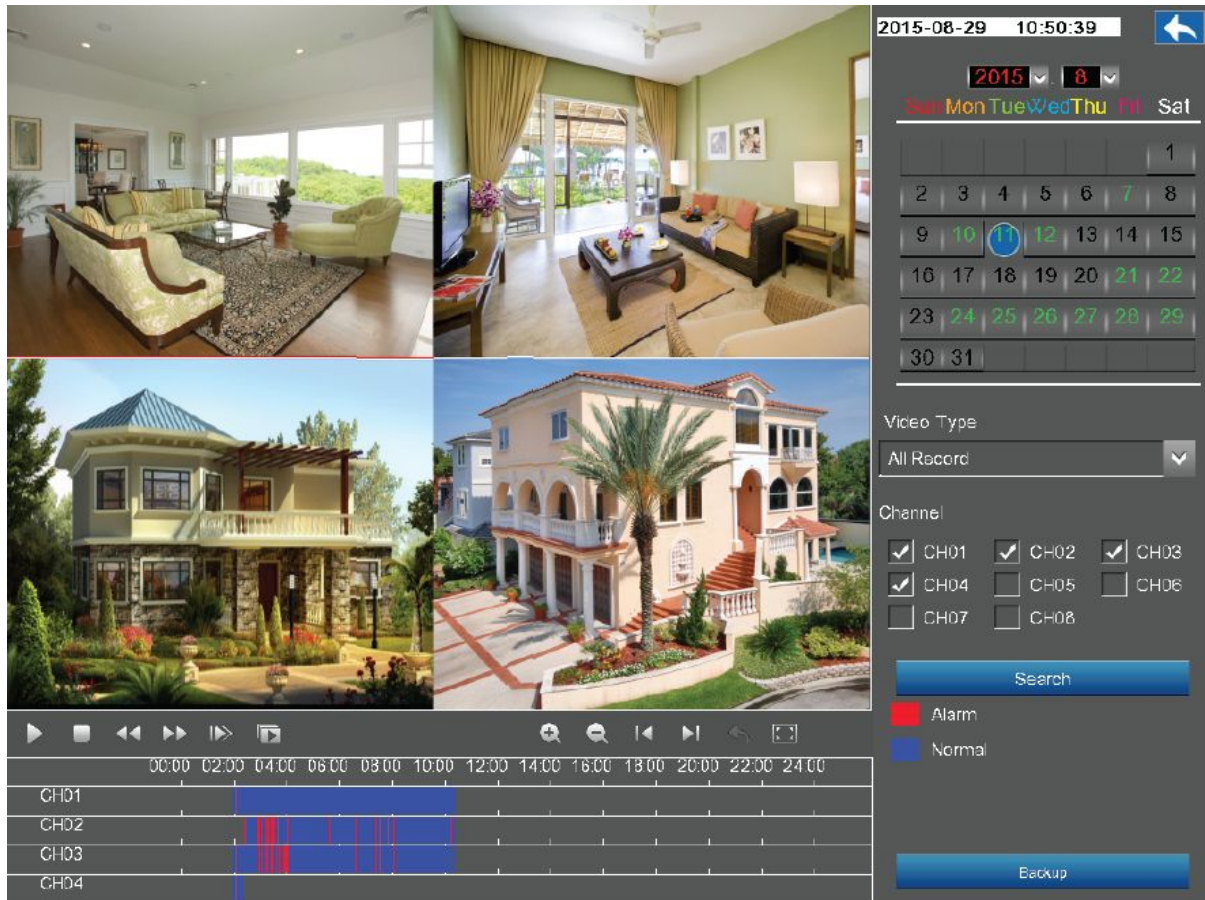 2015-08-29 10:50:39
2015 . 8
Sun Mon Tue Wed Thu Fri Sat
1
2 3 4 5 6 7 8
9 10 11 12 13 14 15
16 17 18 19 20 21 22
23 24 25 26 27 28 29
30 31
Video Type
All Record
Channel
CH01 CH02 CH03
CH04 CH05 CH06
CH07 CH08
Search
Alarm
Normal
Backup
00:00 02:00 04:00 06:00 08:00 10:00 12:00 14:00 16:00 18:00 20:00 22:00 24:00
CH01
CH02
CH03
CH04